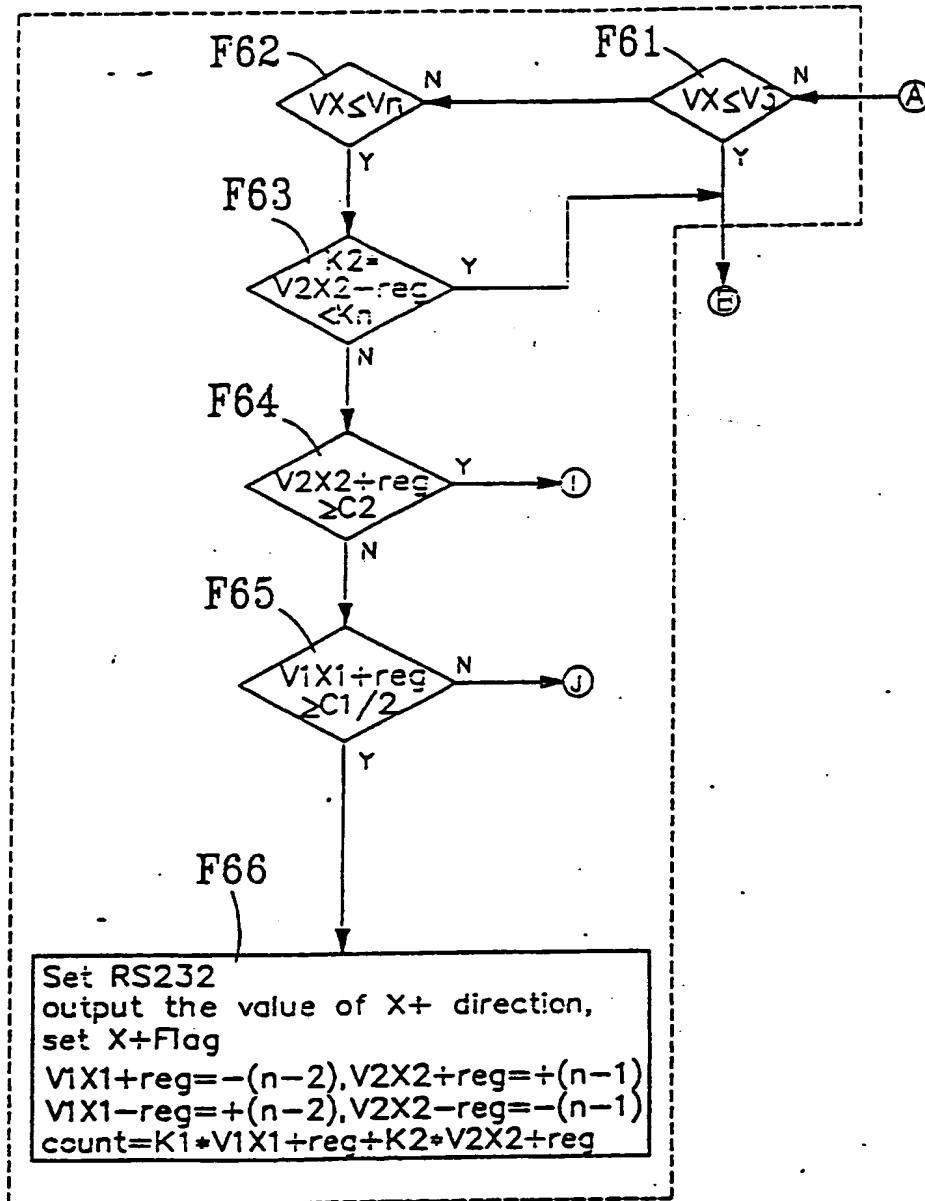 F62
F61
N
N
VX≤Vn
VX≤V3
A
Y
Y
F63
K2=
V2X2-reg
<Kn
Y
N
F64
V2X2+reg
≥C2
Y
I
N
F65
V1X1+reg
≥C1/2
N
J
Y
F66
Set RS232
output the value of X+ direction,
set X+Flag
V1X1+reg=-(n-2),V2X2+reg=+(n-1)
V1X1-reg=+(n-2),V2X2-reg=-(n-1)
count=K1*V1X1+reg+K2*V2X2+reg